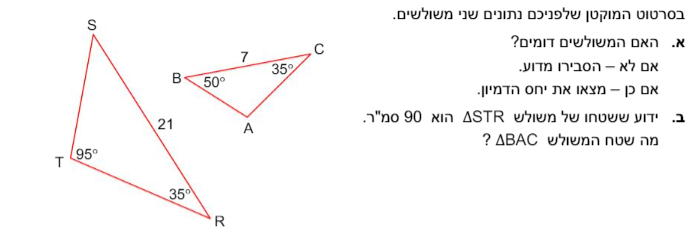 בסרטוט המוקטן שלפניכם נתונים שני משולשים.
א. האם המשולשים דומים?
אם לא – הסבירו מדוע.
אם כן – מצאו את יחס הדמיון.
ב. ידוע ששטחו של משולש ΔSTR הוא 90 סמ"ר.
מה שטח המשולש ΔBAC ?
S
C
7
B
50°
35°
A
21
T
95°
35°
R